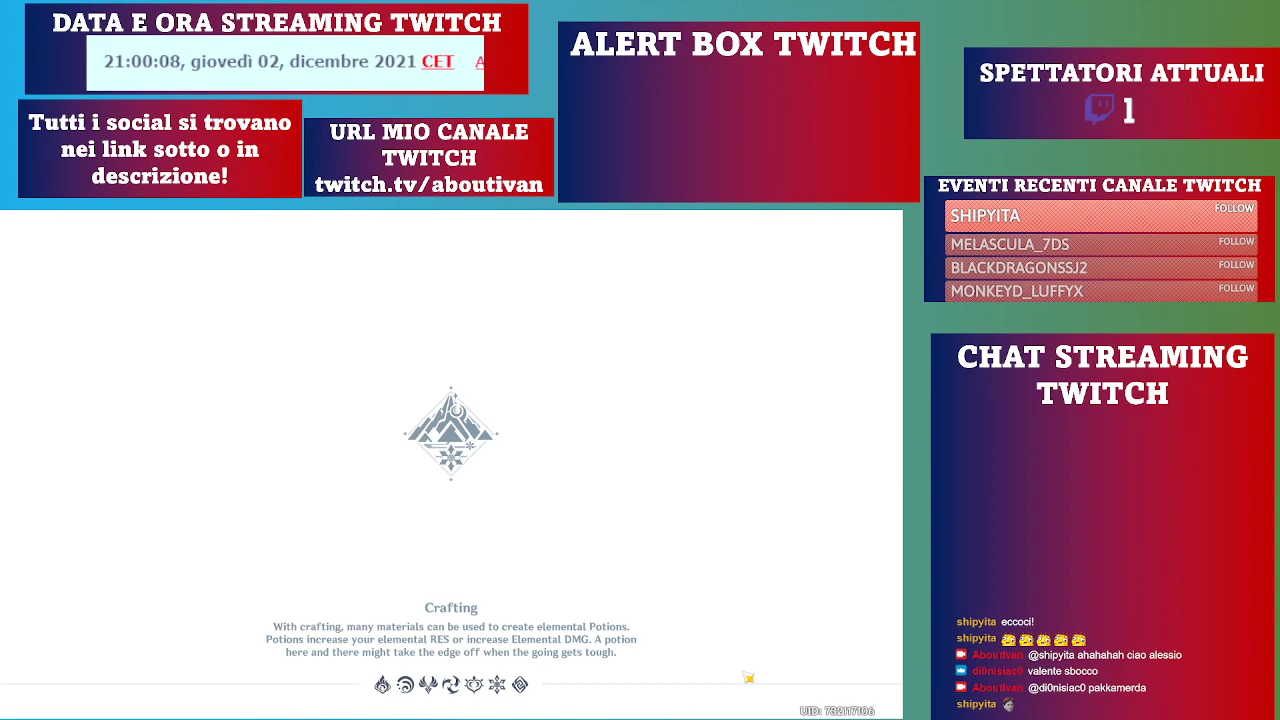 DATA E ORA STREAMING TWITCH
21:00:08, giovedì 02, dicembre 2021 CET A
Tutti i social si trovano
nei link sotto o in
descrizione!
URL MIO CANALE
TWITCH
twitch.tv/aboutivan
ALERT BOX TWITCH
SPETTATORI ATTUALI
1
EVENTI RECENTI CANALE TWITCH
SHIPYITA FOLLOW
MELASCULA_7DS FOLLOW
BLACKDRAGONSSJ2 FOLLOW
MONKEYD_LUFFYX FOLLOW
CHAT STREAMING
TWITCH
shipyita eccoci!
shipyita
AboutIvan @shipyita ahahahah ciao alessio
di0nisiac0 valente sbocco
AboutIvan @di0nisiac0 pakkamerda
shipyita
Crafting
With crafting, many materials can be used to create elemental Potions.
Potions increase your elemental RES or increase Elemental DMG. A potion
here and there might take the edge off when the going gets tough.
UID: 732117106